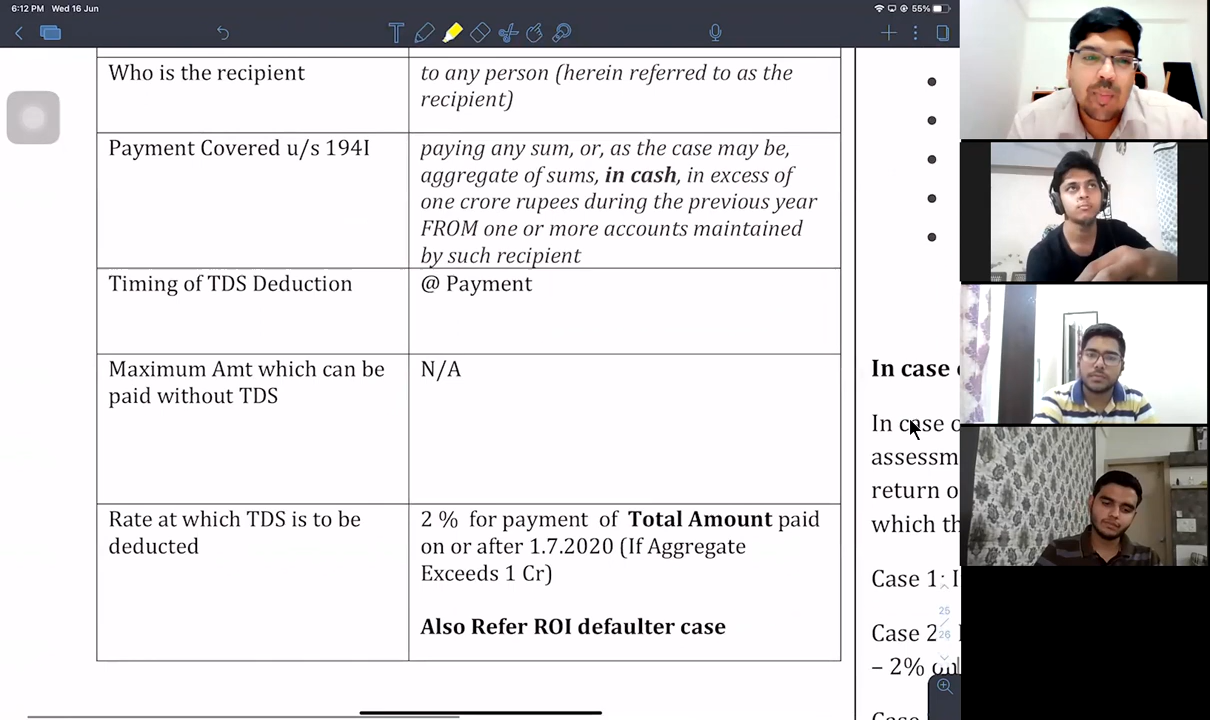 6:12 PM Wed 16 Jun
55%
T
Who is the recipient
to any person (herein referred to as the
recipient)
Payment Covered u/s 194I
paying any sum, or, as the case may be,
aggregate of sums, in cash, in excess of
one crore rupees during the previous year
FROM one or more accounts maintained
by such recipient
Timing of TDS Deduction
@ Payment
Maximum Amt which can be
paid without TDS
N/A
Rate at which TDS is to be
deducted
2 % for payment of Total Amount paid
on or after 1.7.2020 (If Aggregate
Exceeds 1 Cr)
Also Refer ROI defaulter case
In case
In case
assessm
return o
which th
Case 1: I
Case 2
– 2% on
25
/
26